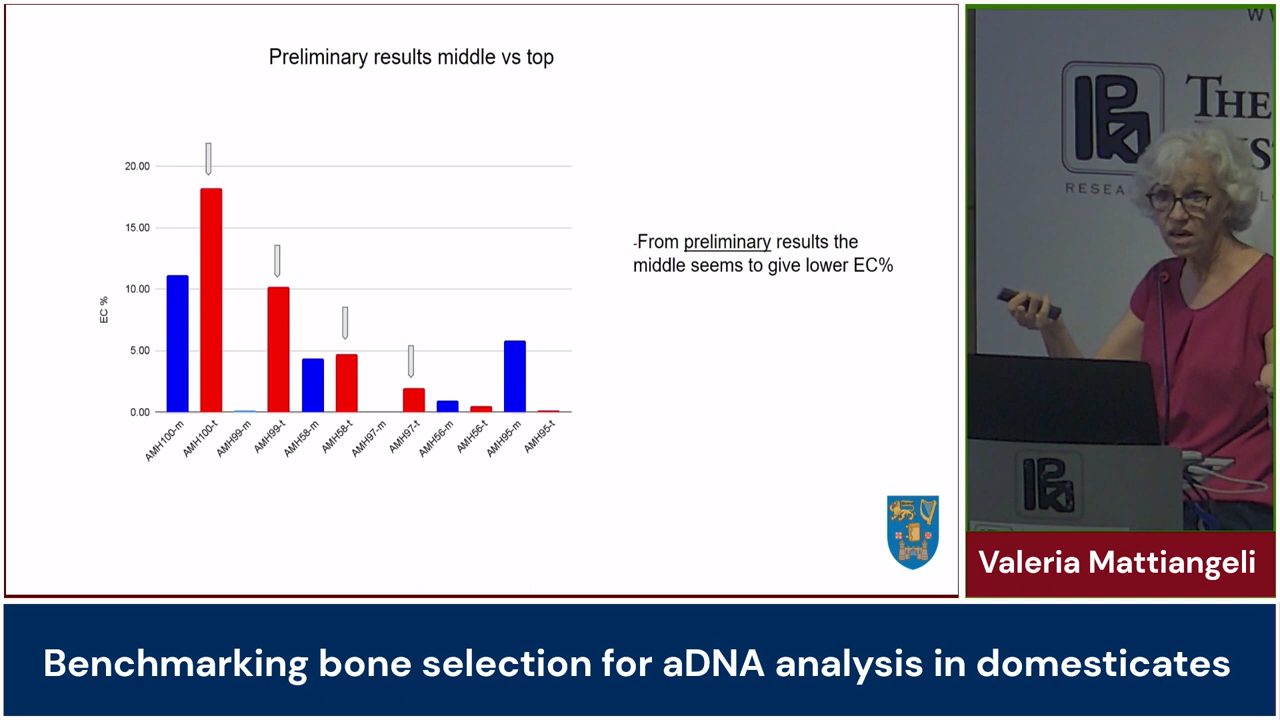 Preliminary results middle vs top
20.00
15.00
10.00
5.00
0.00
EC %
AMH100-m
AMH100-t
AMH99-m
AMH99-t
AMH58-m
AMH58-t
AMH97-m
AMH97-t
AMH56-m
AMH56-t
AMH95-m
AMH95-t
-From preliminary results the
middle seems to give lower EC%
THE
RESEA
Valeria Mattiangeli
Benchmarking bone selection for aDNA analysis in domesticates